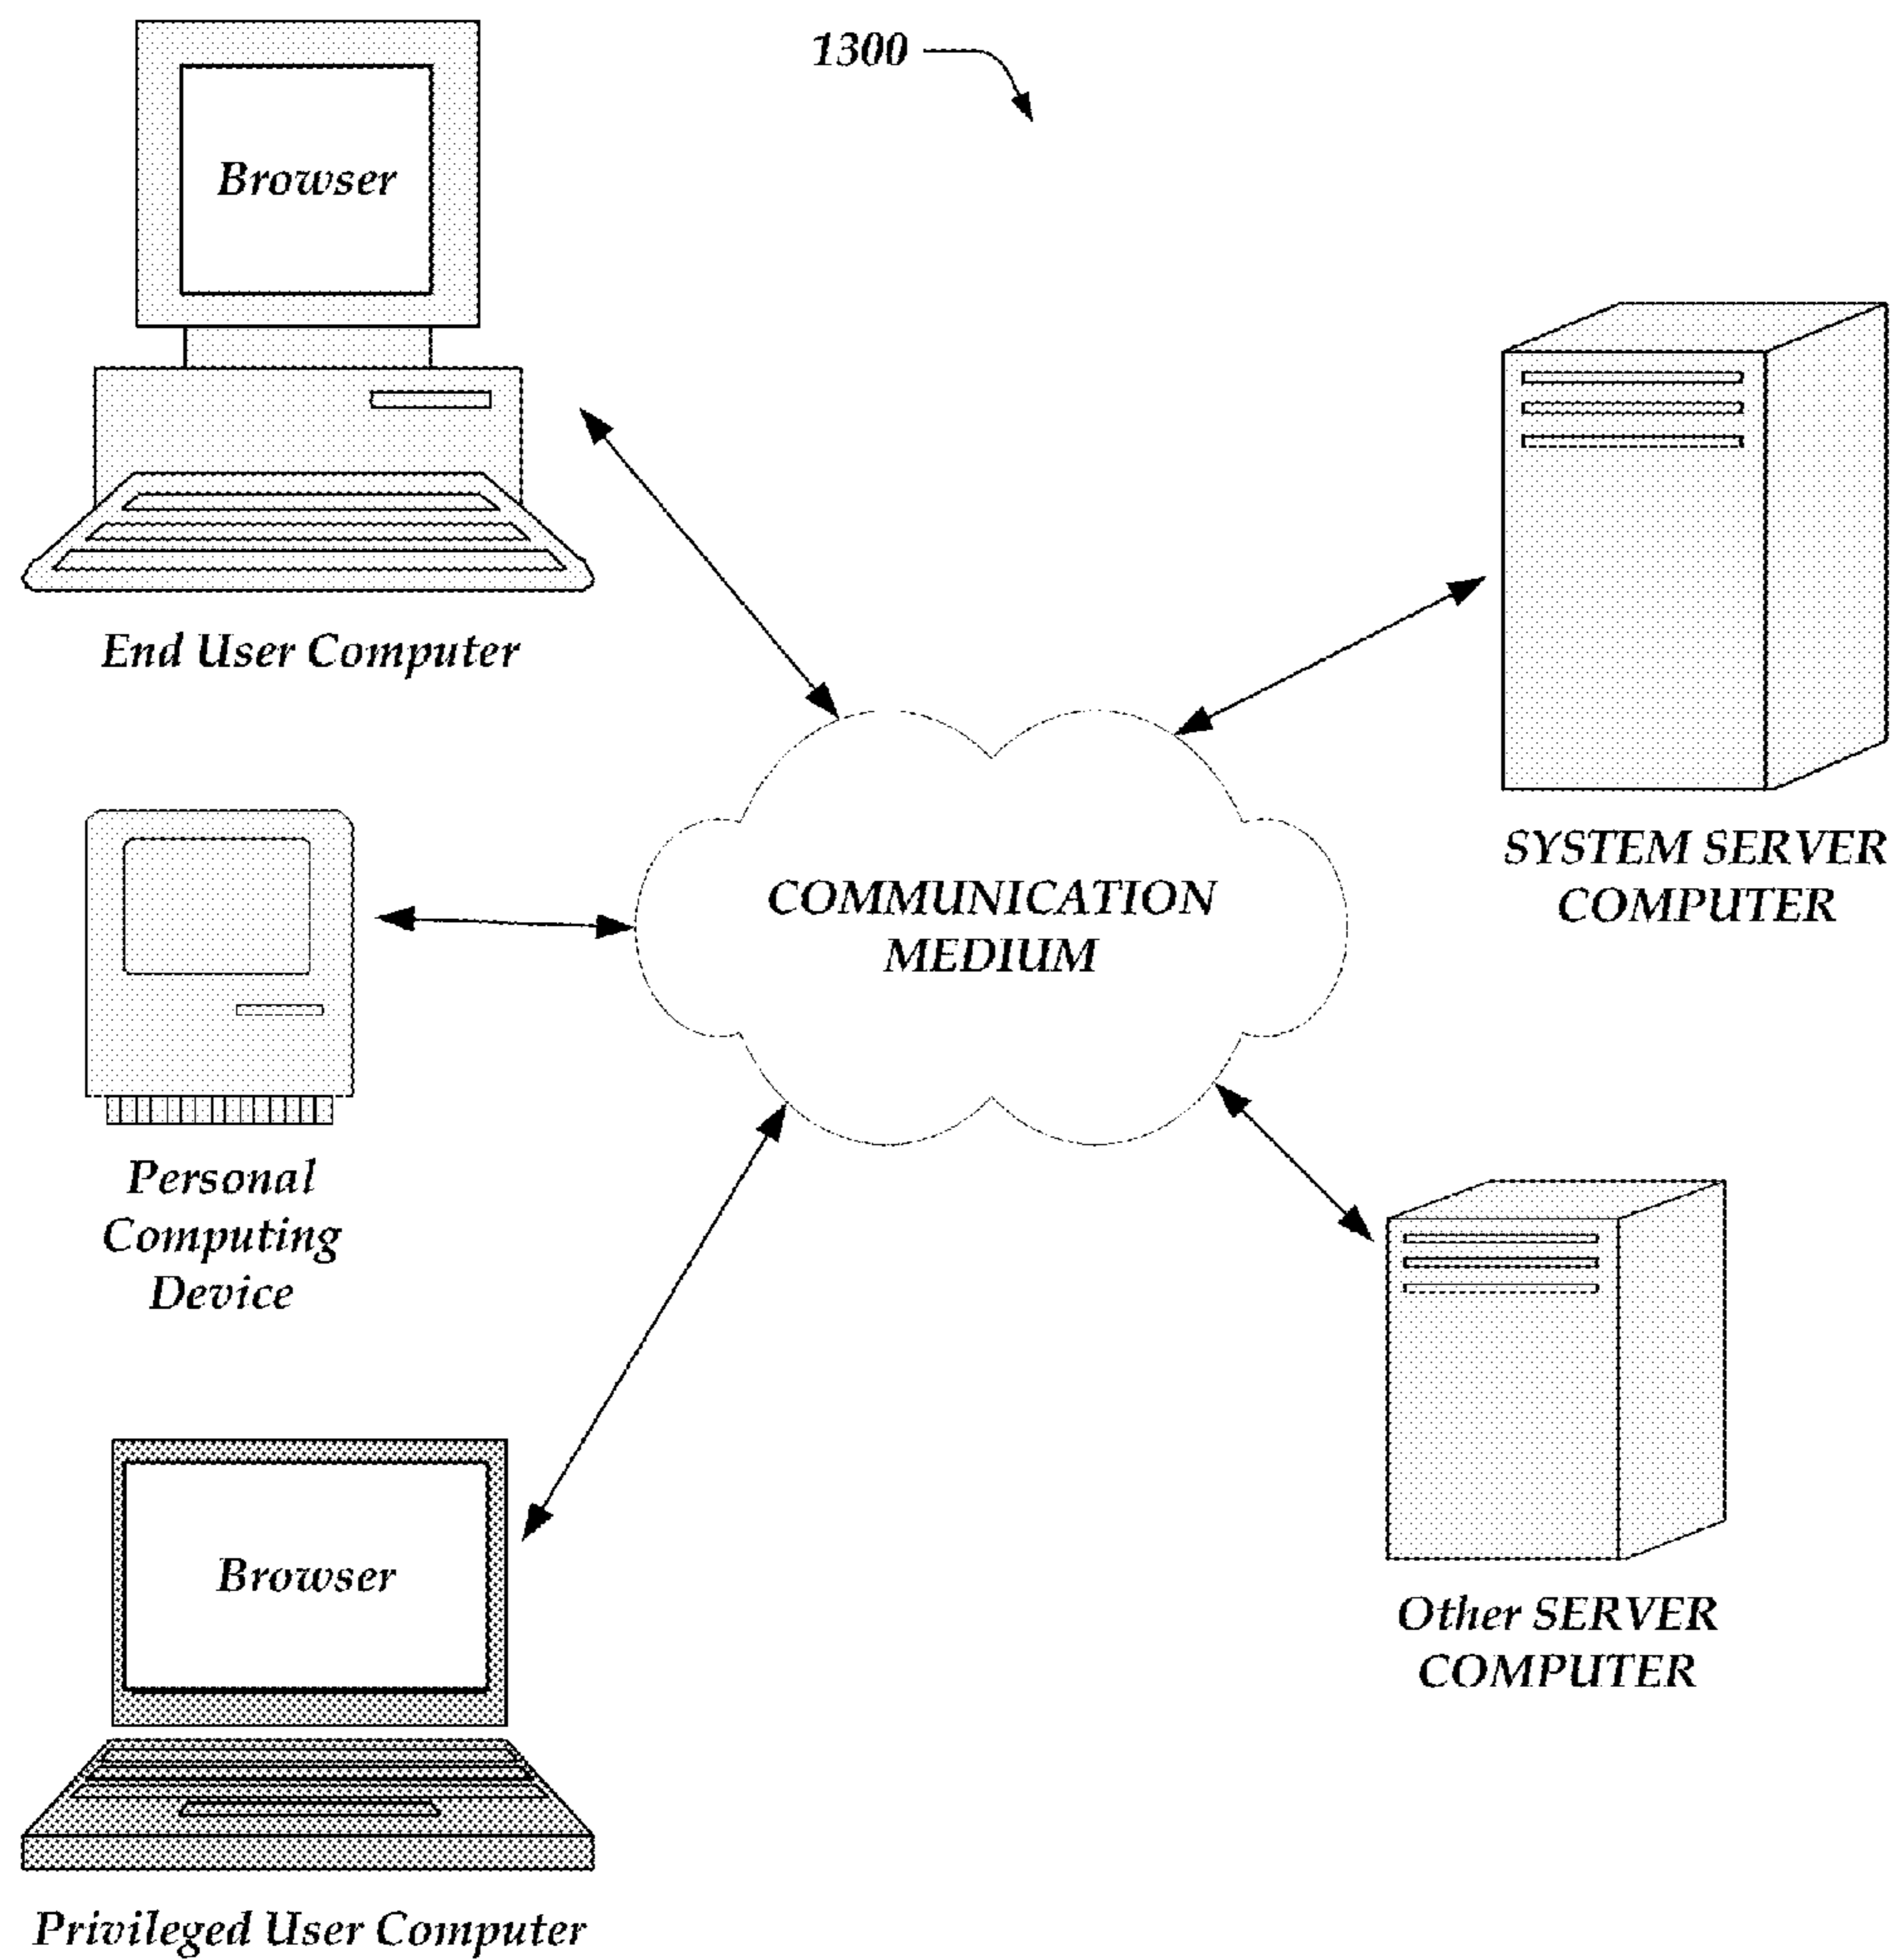 1300
Browser
End User Computer
SYSTEM SERVER
COMPUTER
COMMUNICATION
MEDIUM
Personal
Computing
Device
Browser
Other SERVER
COMPUTER
Privileged User Computer